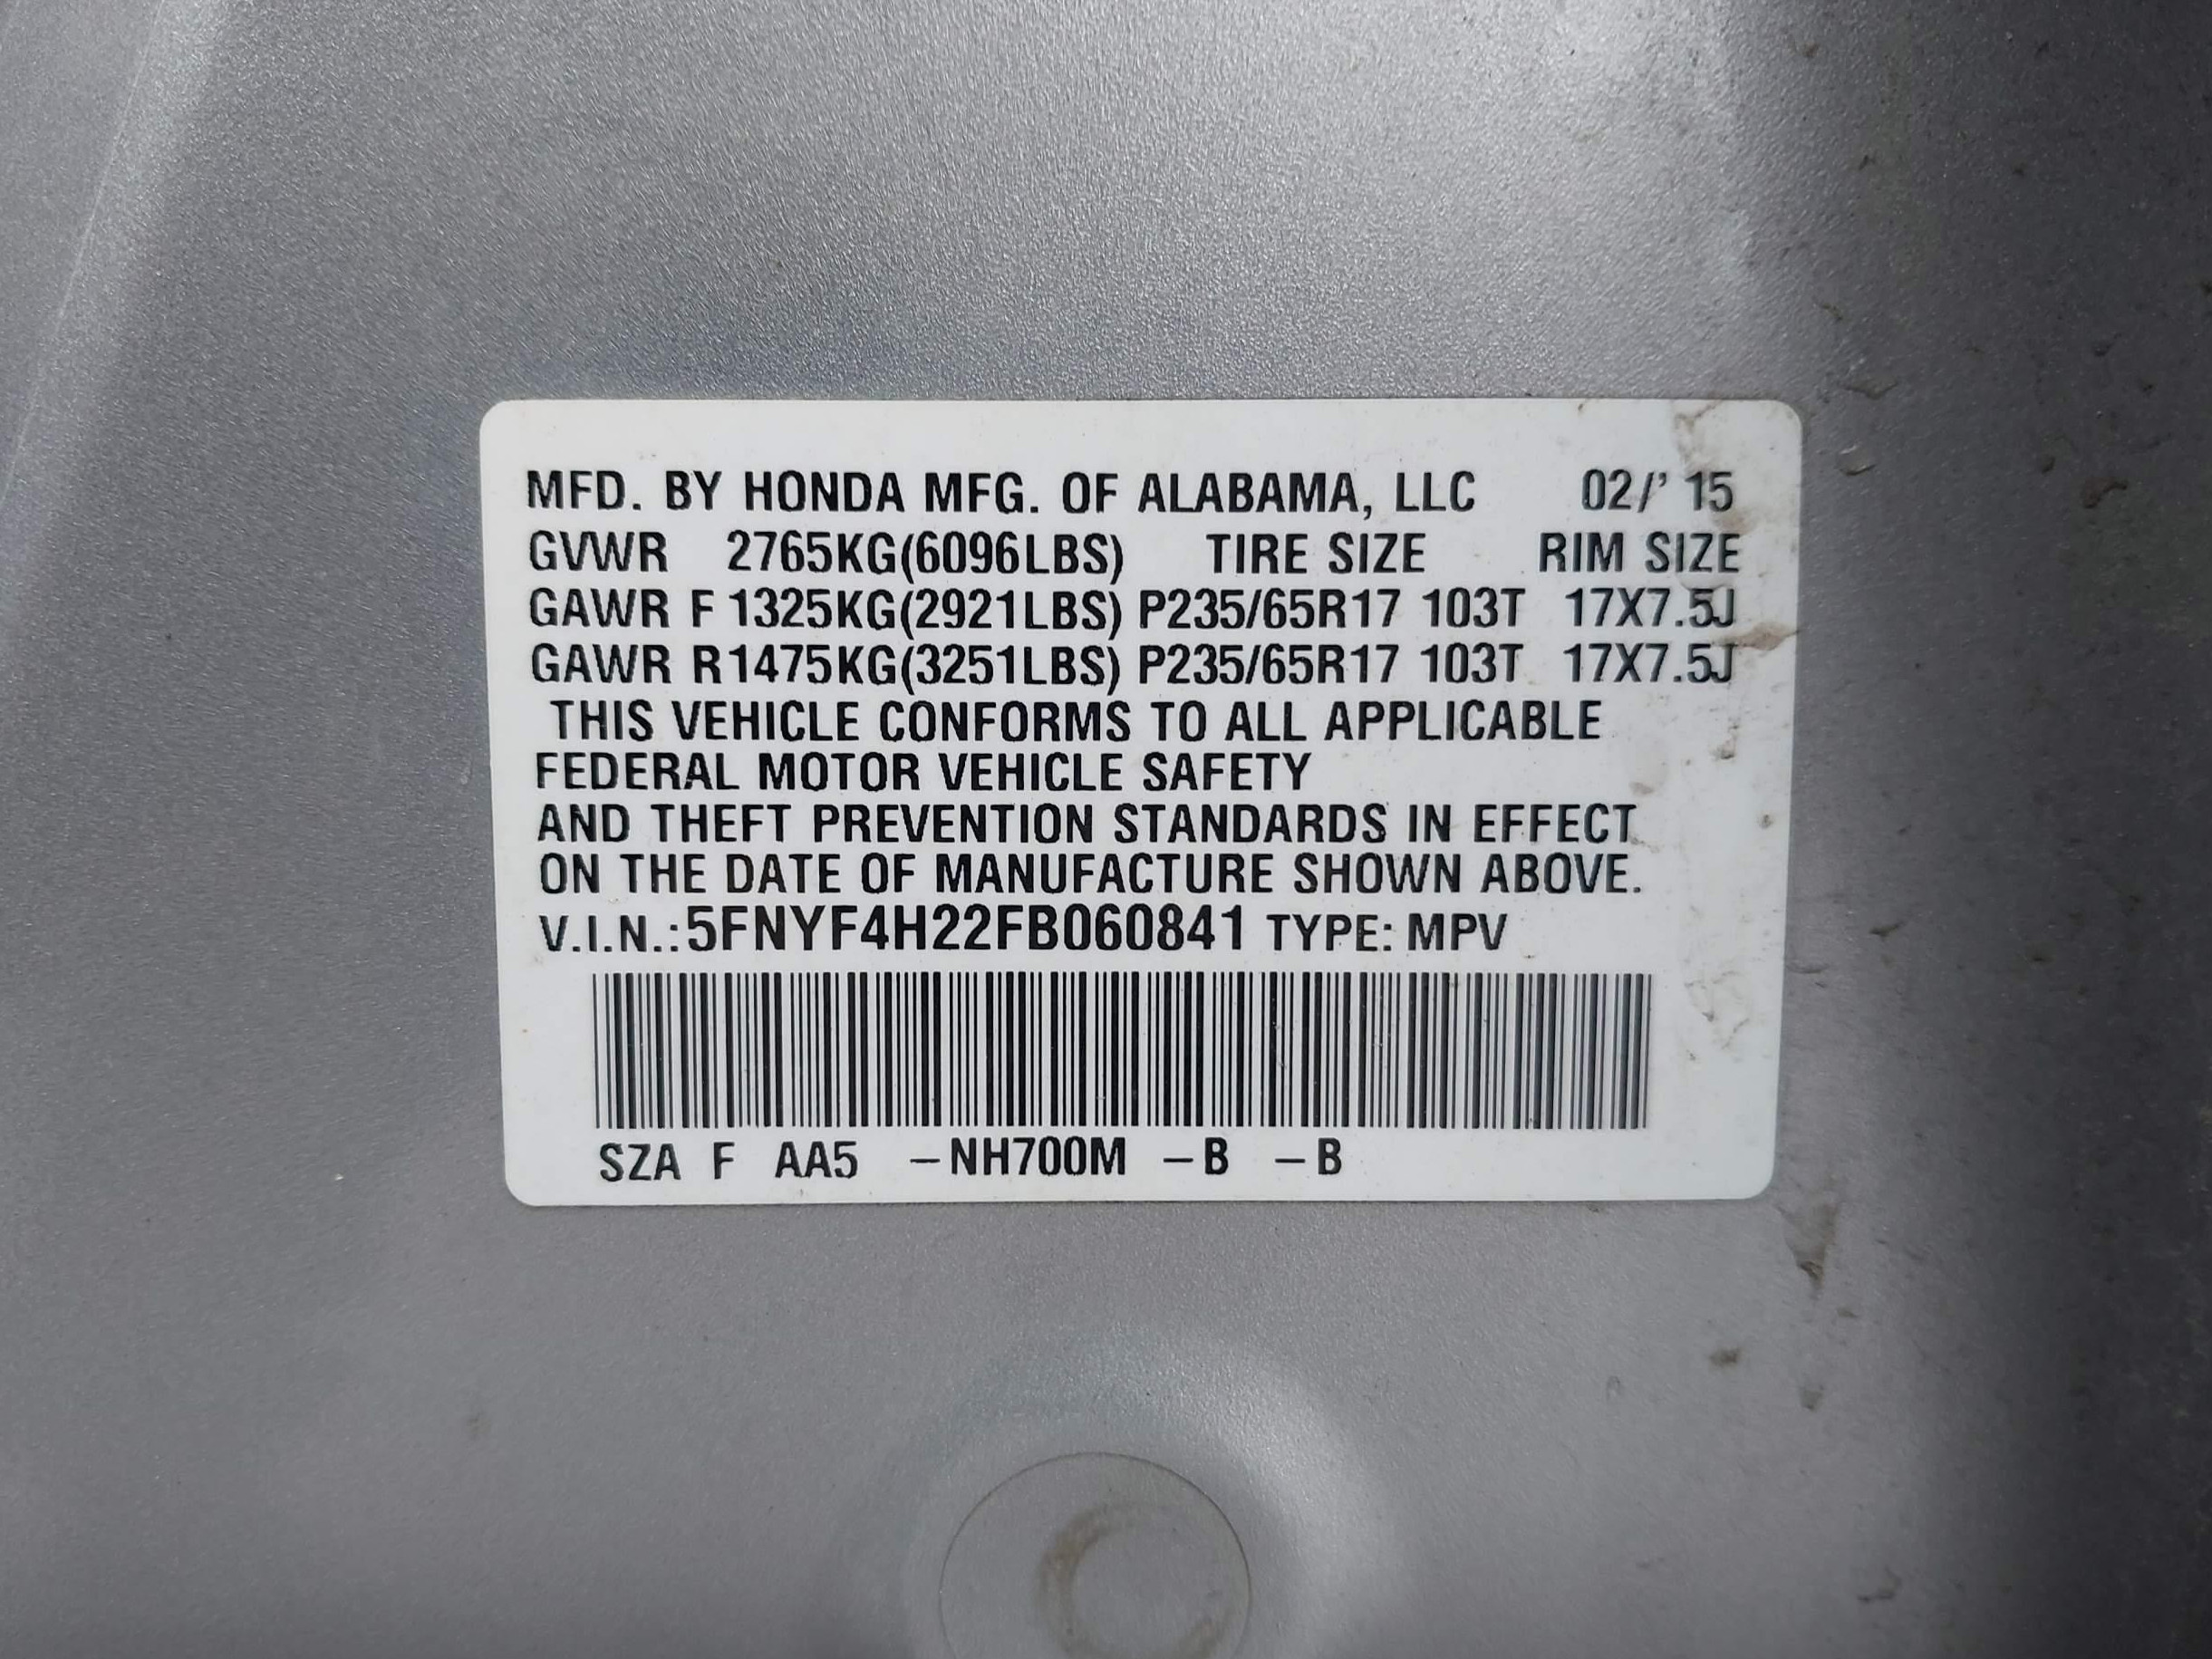 MFD. BY HONDA MFG. OF ALABAMA, LLC 02/' 15
GVWR 2765KG(6096LBS) TIRE SIZE RIM SIZE
GAWR F 1325KG(2921LBS) P235/65R17 103T 17X7.5J
GAWR R1475KG(3251LBS) P235/65R17 103T 17X7.5J
THIS VEHICLE CONFORMS TO ALL APPLICABLE
FEDERAL MOTOR VEHICLE SAFETY
AND THEFT PREVENTION STANDARDS IN EFFECT
ON THE DATE OF MANUFACTURE SHOWN ABOVE.
V.I.N.:5FNYF4H22FB060841 TYPE: MPV
SZA F AA5 –NH700M –B –B